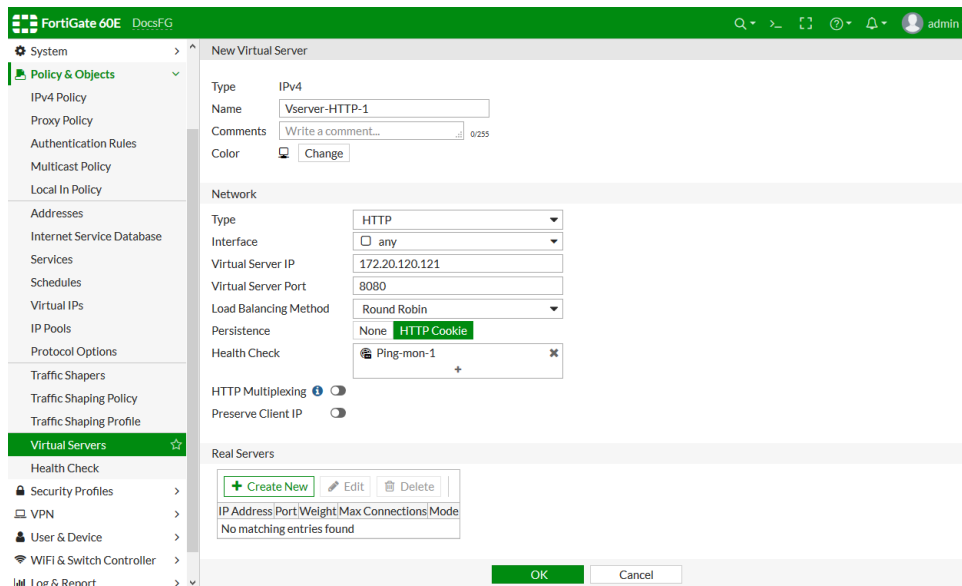 FortiGate 60E DocsFG
>_
admin
System
Policy & Objects
IPv4 Policy
Proxy Policy
Authentication Rules
Multicast Policy
Local In Policy
Addresses
Internet Service Database
Services
Schedules
Virtual IPs
IP Pools
Protocol Options
Traffic Shapers
Traffic Shaping Policy
Traffic Shaping Profile
Virtual Servers
Health Check
Security Profiles
VPN
User & Device
WiFi & Switch Controller
Log & Report
New Virtual Server
Type IPv4
Name Vserver-HTTP-1
Comments Write a comment... 0/255
Color Change
Network
Type HTTP
Interface any
Virtual Server IP 172.20.120.121
Virtual Server Port 8080
Load Balancing Method Round Robin
Persistence None HTTP Cookie
Health Check Ping-mon-1
+
HTTP Multiplexing
Preserve Client IP
Real Servers
+ Create New Edit Delete
IP Address Port Weight Max Connections Mode
No matching entries found
OK Cancel